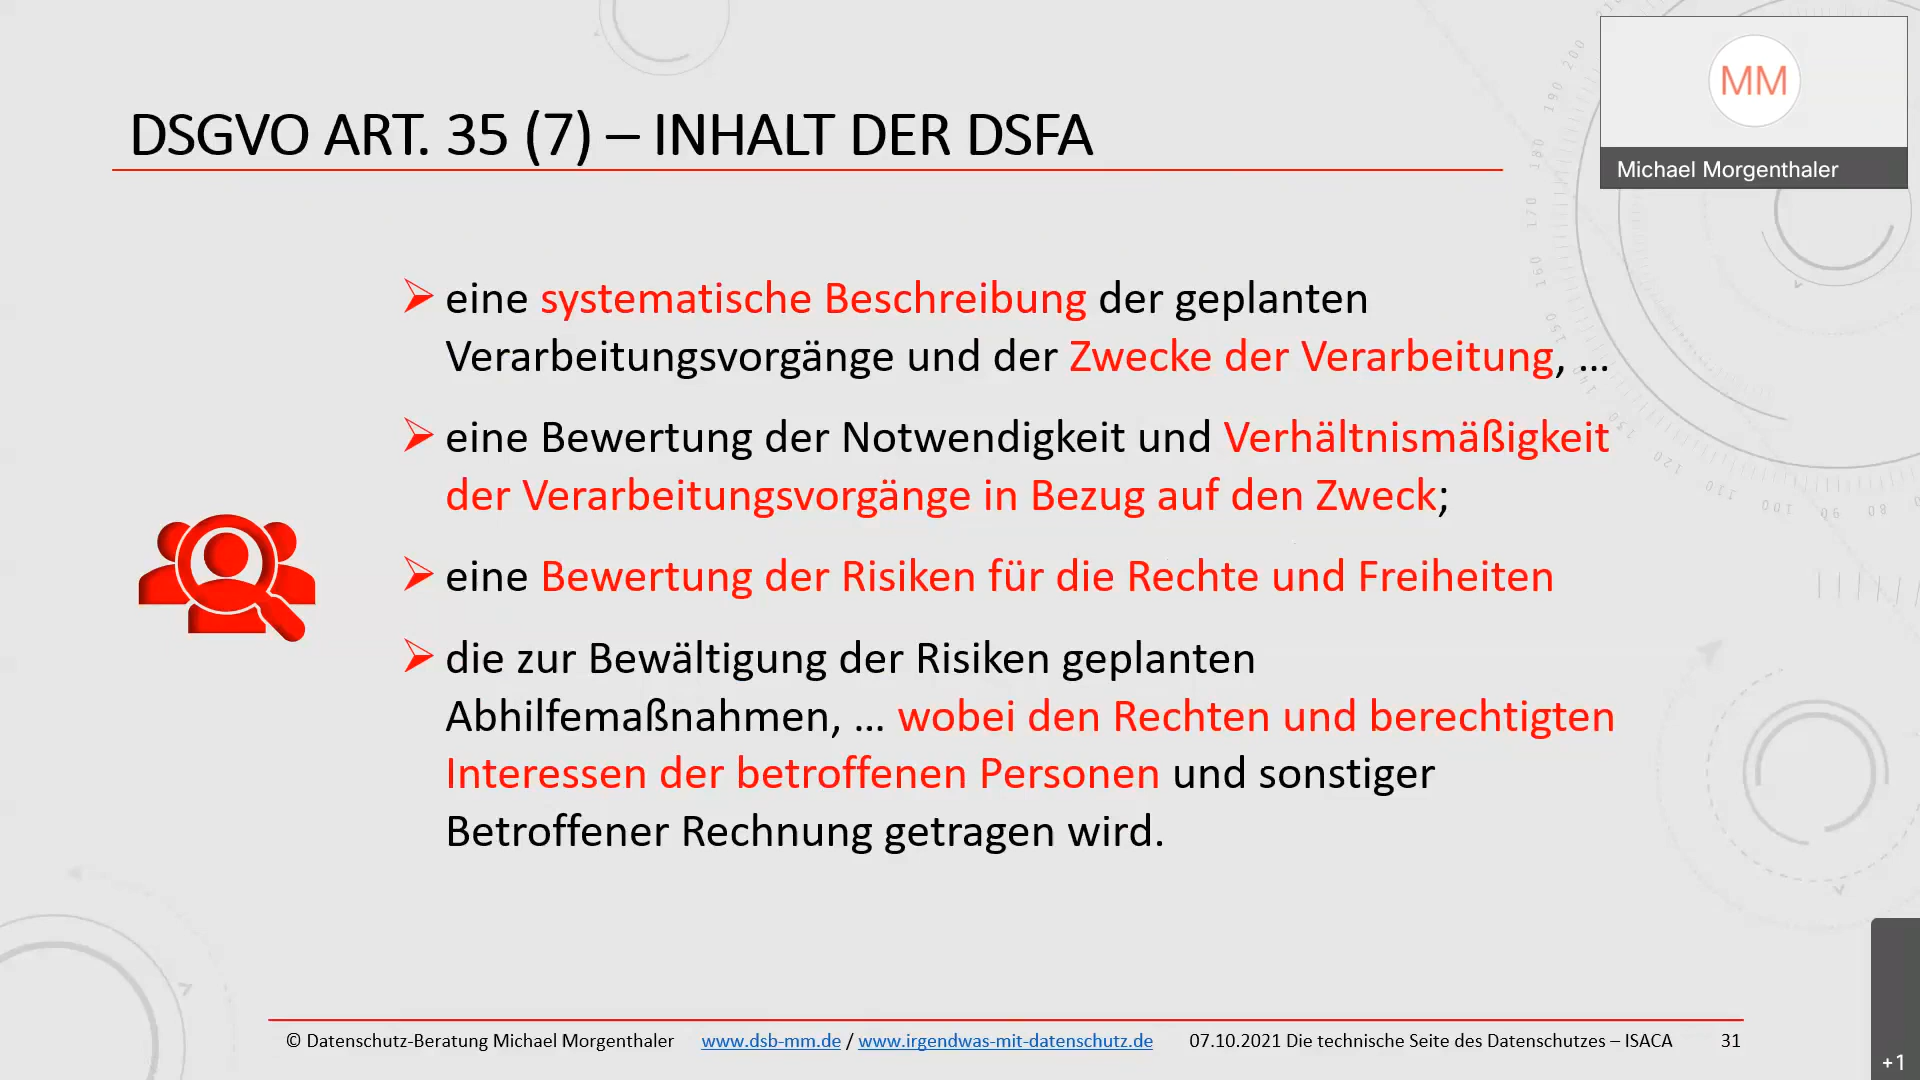 DSGVO ART. 35 (7) – INHALT DER DSFA
MM
Michael Morgenthaler
eine systematische Beschreibung der geplanten
Verarbeitungsvorgänge und der Zwecke der Verarbeitung, ...
eine Bewertung der Notwendigkeit und Verhältnismäßigkeit
der Verarbeitungsvorgänge in Bezug auf den Zweck;
eine Bewertung der Risiken für die Rechte und Freiheiten
die zur Bewältigung der Risiken geplanten
Abhilfemaßnahmen, ... wobei den Rechten und berechtigten
Interessen der betroffenen Personen und sonstiger
Betroffener Rechnung getragen wird.
© Datenschutz-Beratung Michael Morgenthaler www.dsb-mm.de / www.irgendwas-mit-datenschutz.de 07.10.2021 Die technische Seite des Datenschutzes – ISACA 31
+1